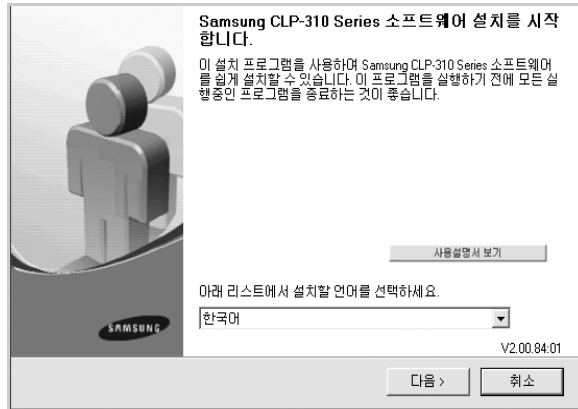 Samsung CLP-310 Series 소프트웨어 설치를 시작
합니다.
이 설치 프로그램을 사용하여 Samsung CLP-310 Series 소프트웨어
를 쉽게 설치할 수 있습니다. 이 프로그램을 실행하기 전에 모든 실
행중인 프로그램을 종료하는 것이 좋습니다.
사용설명서 보기
아래 리스트에서 설치할 언어를 선택하세요.
한국어
SAMSUNG
V2.00.84:01
다음 >
취소